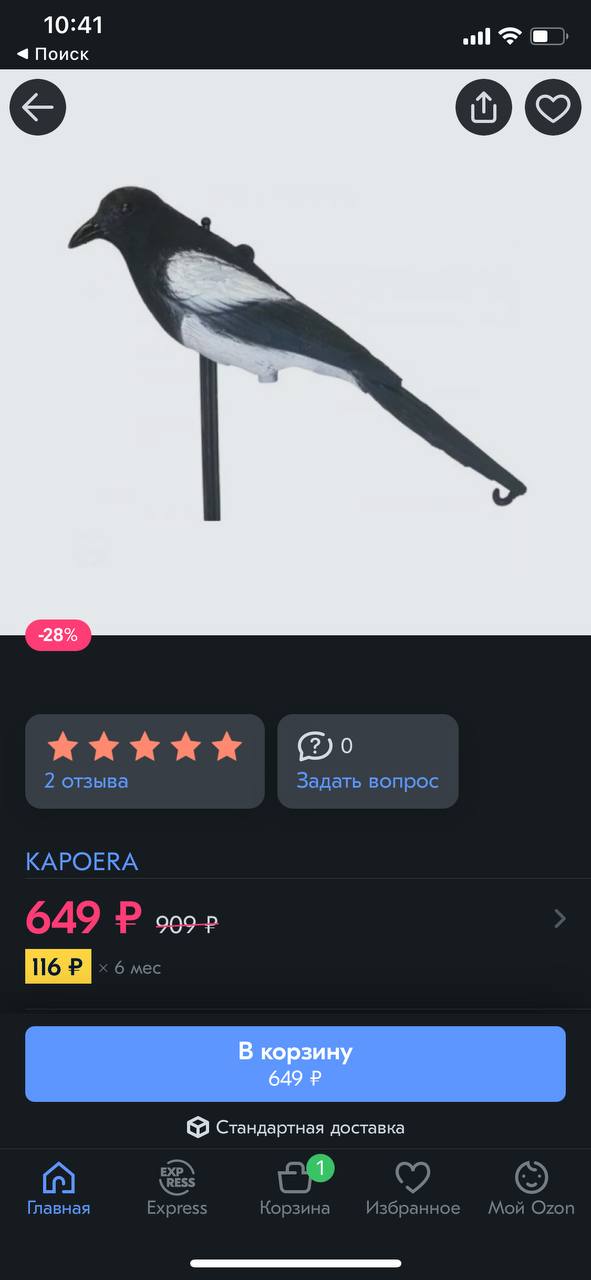 10:41
◀ Поиск
-28%
2 отзыва
0
Задать вопрос
KAPOERA
649 ₽ 909 ₽
116 ₽ × 6 мес
В корзину
649 ₽
Стандартная доставка
EXP
RESS
1
Главная Express Корзина Избранное Мой Ozon